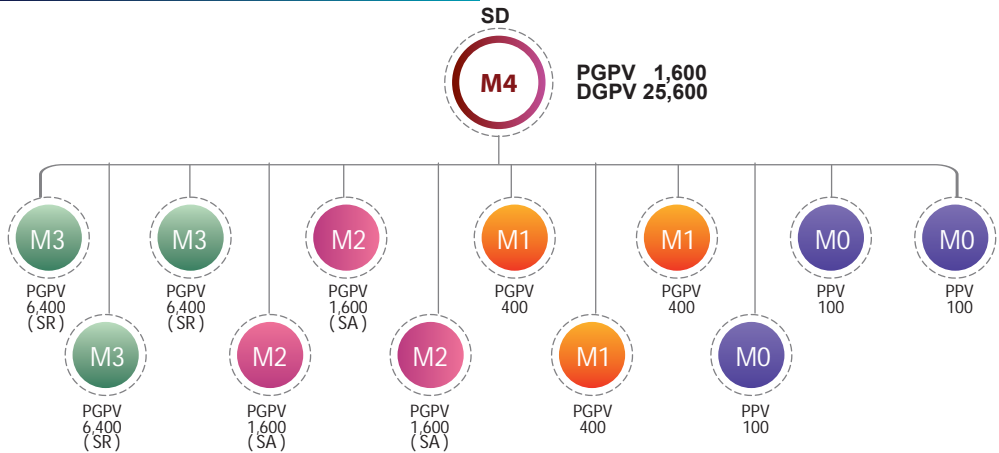 SD
M4
PGPV 1,600
DGPV 25,600
M3
PGPV
6,400
( SR )
M3
PGPV
6,400
( SR )
M2
PGPV
1,600
( SA )
M1
PGPV
400
M1
PGPV
400
M0
PPV
100
M0
PPV
100
M3
PGPV
6,400
( SR )
M2
PGPV
1,600
( SA )
M2
PGPV
1,600
( SA )
M1
PGPV
400
M0
PPV
100